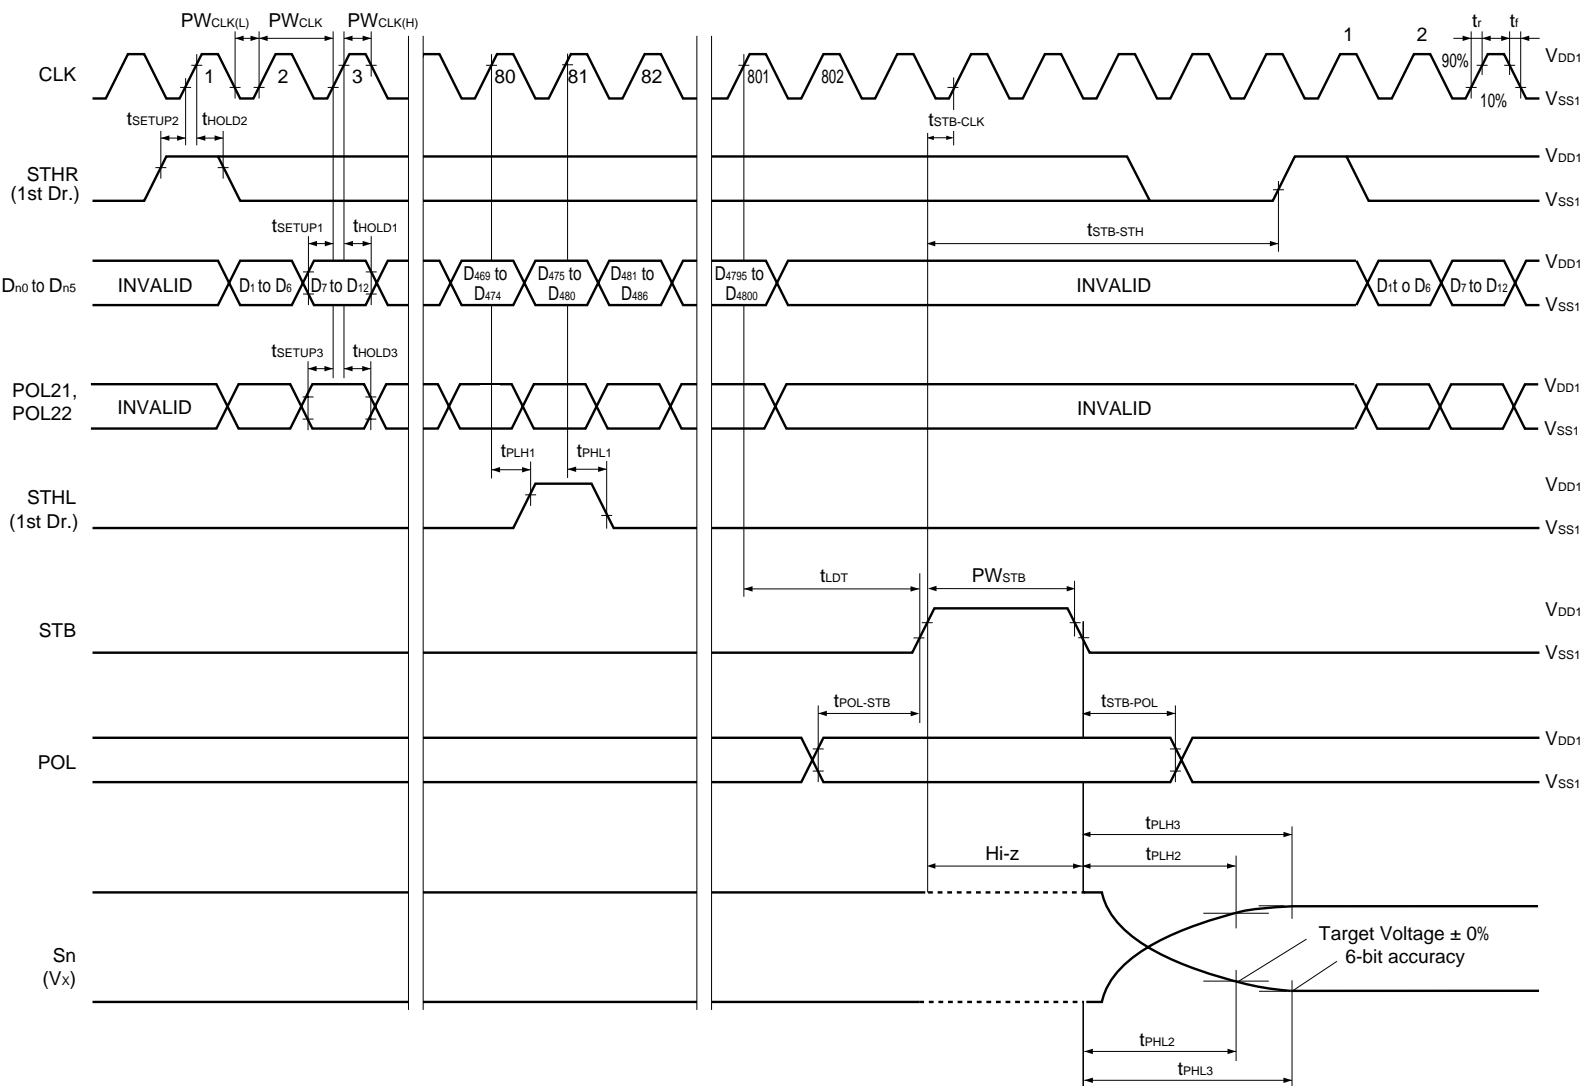 PWCLK(L) PWCLK PWCLK(H) 1 2 tr tf
CLK 1 2 3 80 81 82 801 802 90% 10% VDD1
VSS1
tSETUP2 tHOLD2 tSTB-CLK
STHR
(1st Dr.)
VDD1
VSS1
tSETUP1 tHOLD1 tSTB-STH
Dn0 to Dn5 INVALID D1 to D6 D7 to D12 D469 to D474 D475 to D480 D481 to D486 D4795 to D4800 INVALID D1t o D6 D7 to D12
VDD1
VSS1
tSETUP3 tHOLD3
POL21,
POL22
INVALID INVALID
VDD1
VSS1
tPLH1 tPHL1
STHL
(1st Dr.)
VDD1
VSS1
tLDT PWSTB
STB
VDD1
VSS1
tPOL-STB tSTB-POL
POL
VDD1
VSS1
tPLH3
Hi-z tPLH2
Sn
(VX)
Target Voltage ± 0%
6-bit accuracy
tPHL2
tPHL3